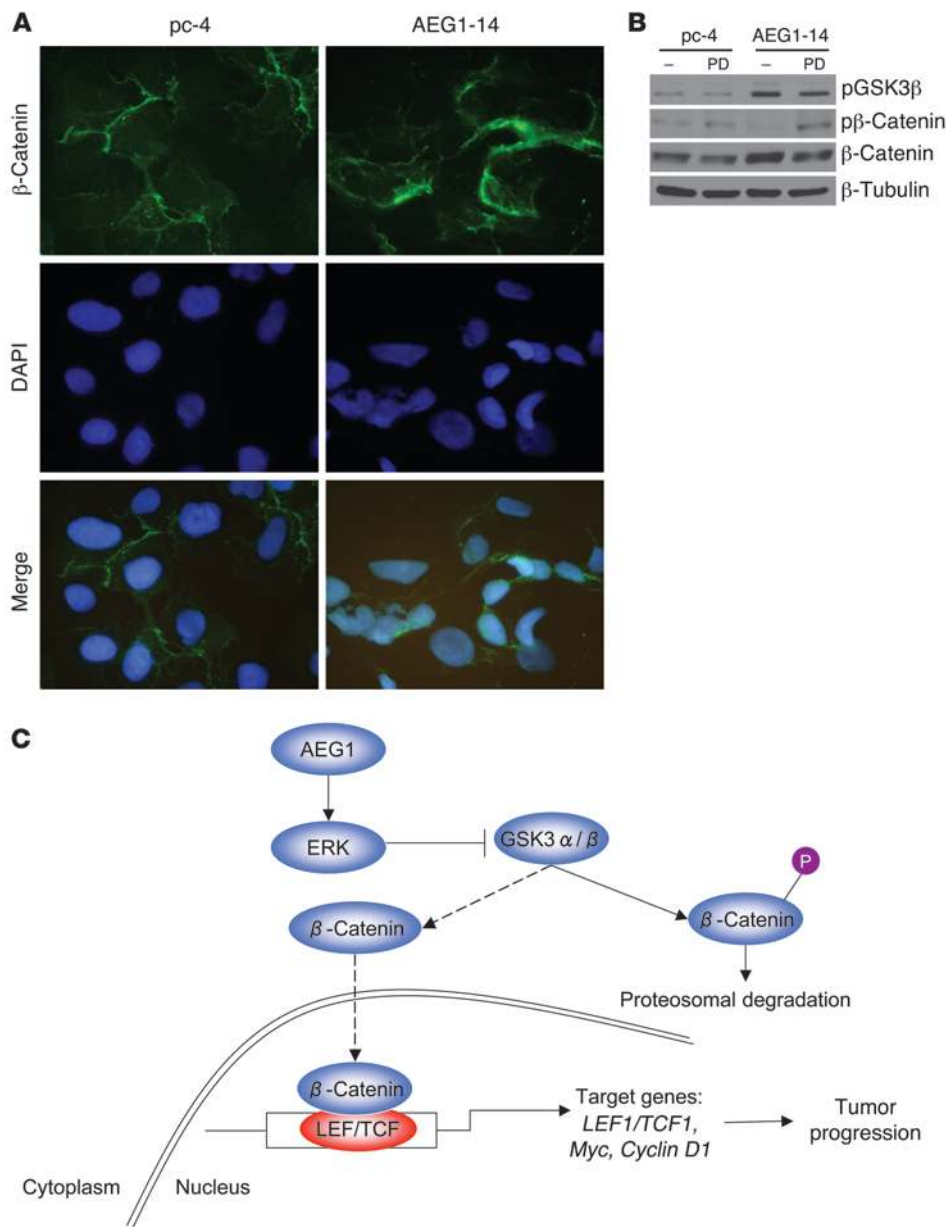 A
pc-4 AEG1-14
β-Catenin
DAPI
Merge
B
pc-4 AEG1-14
– PD – PD
pGSK3β
pβ-Catenin
β-Catenin
β-Tubulin
C
AEG1
ERK
GSK3 α/β
P
β-Catenin
β-Catenin
Proteosomal degradation
β-Catenin
LEF/TCF
Target genes:
LEF1/TCF1,
Myc, Cyclin D1
Tumor
progression
Cytoplasm
Nucleus